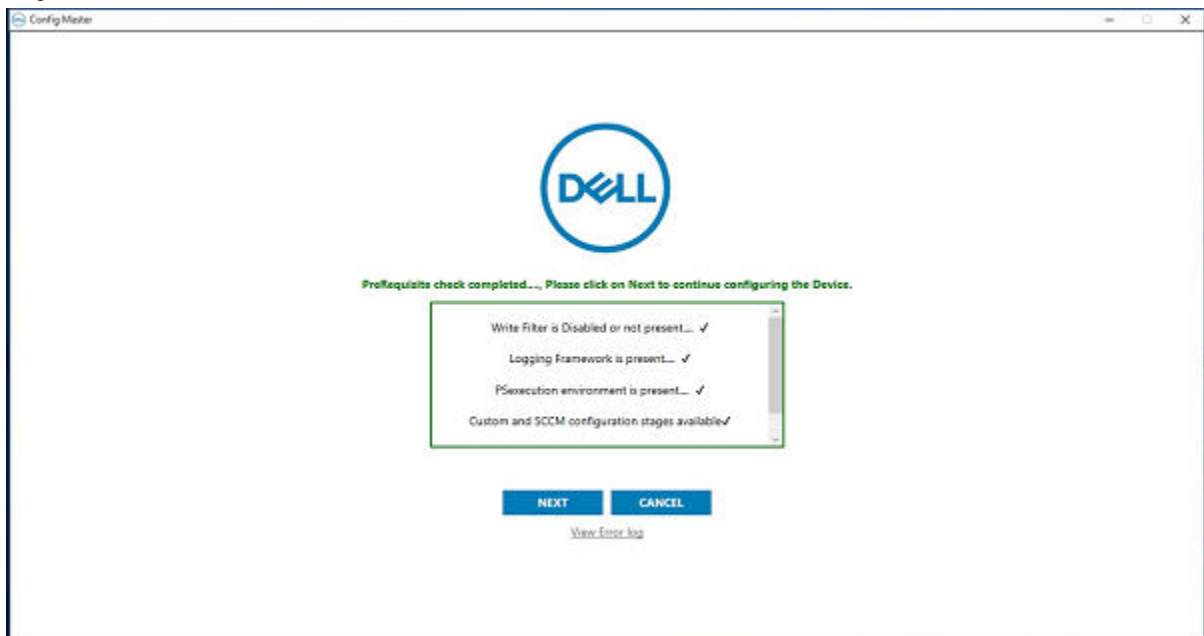 Config Master
DELL
PreRequisite check completed...., Please click on Next to continue configuring the Device.
Write Filter is Disabled or not present.... ✓
Logging Framework is present.... ✓
PSexecution environment is present.... ✓
Custom and SCCM configuration stages available✓
NEXT
CANCEL
View Error log